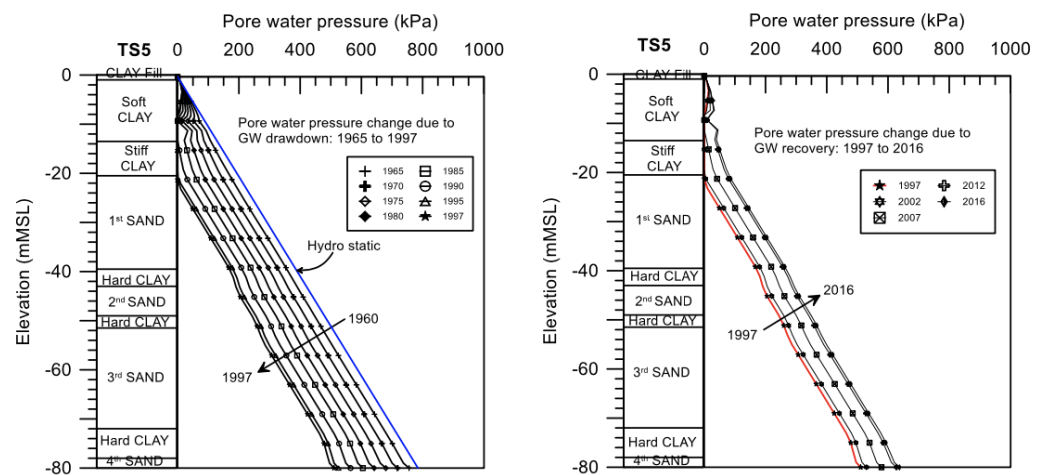 Pore water pressure (kPa)
TS5
0 200 400 600 800 1000
0
-20
-40
-60
-80
Elevation (mMSL)
CLAY Fill
Soft
CLAY
Stiff
CLAY
1st SAND
Hard CLAY
2nd SAND
Hard CLAY
3rd SAND
Hard CLAY
4th SAND
Pore water pressure change due to
GW drawdown: 1965 to 1997
1965 1985
1970 1990
1975 1995
1980 1997
Hydro static
1960
1997
Pore water pressure (kPa)
TS5
0 200 400 600 800 1000
0
-20
-40
-60
-80
Elevation (mMSL)
CLAY Fill
Soft
CLAY
Stiff
CLAY
1st SAND
Hard CLAY
2nd SAND
Hard CLAY
3rd SAND
Hard CLAY
4th SAND
Pore water pressure change due to
GW recovery: 1997 to 2016
1997 2012
2002 2016
2007
2016
1997